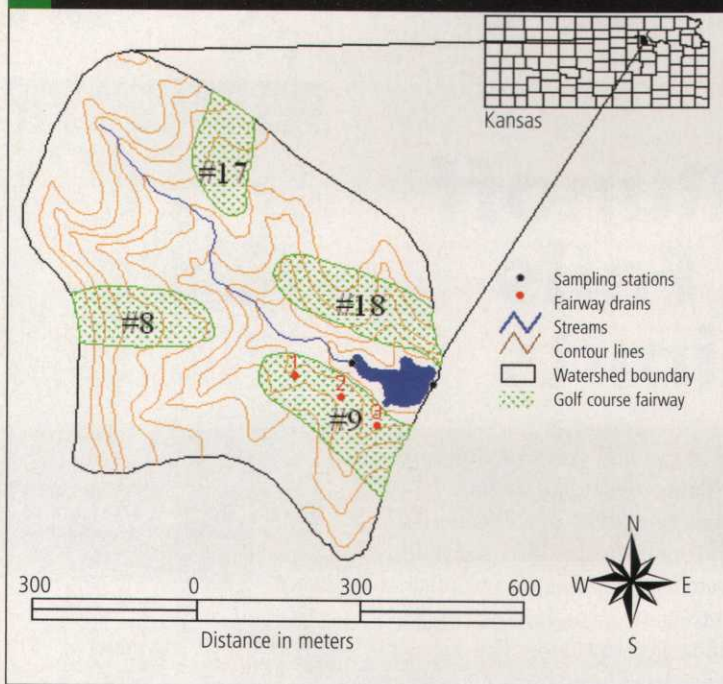 Kansas
#17
#18
#8
1
2
#9
3
Sampling stations
Fairway drains
Streams
Contour lines
Watershed boundary
Golf course fairway
300
0
300
600
Distance in meters
N
W
E
S